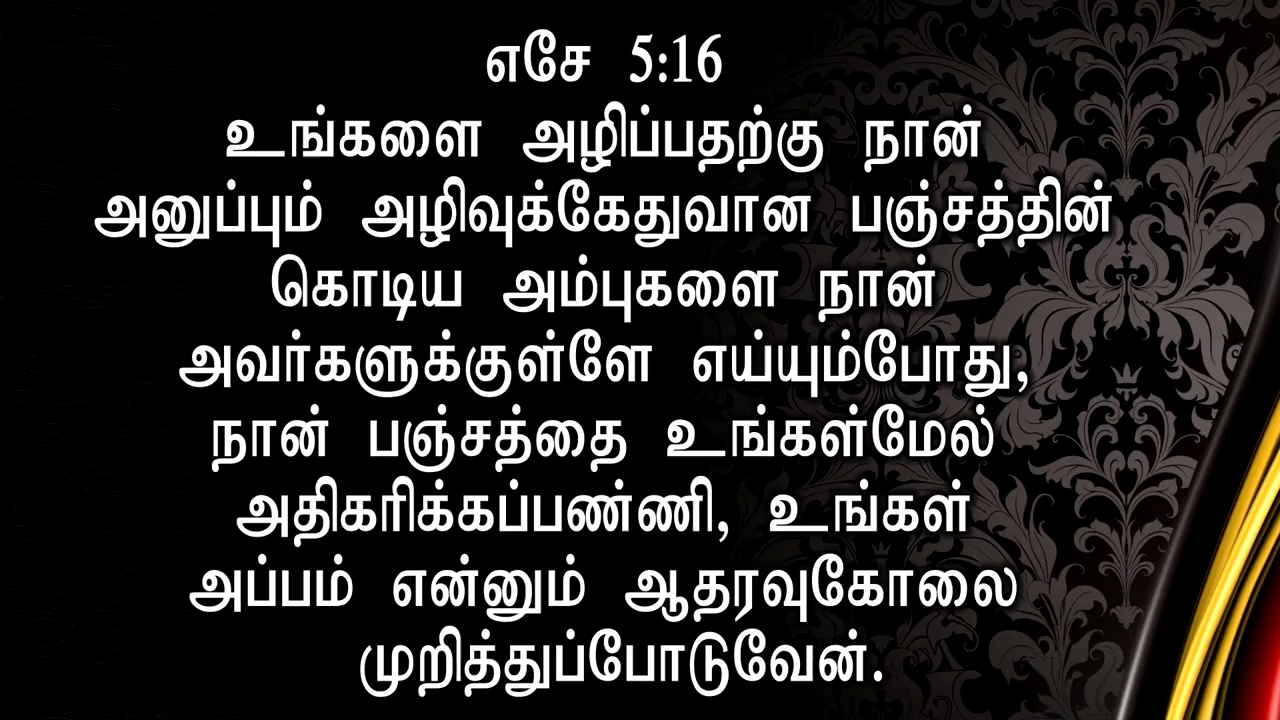 எசே 5:16
உங்களை அழிப்பதற்கு நான்
அனுப்பும் அழிவுக்கேதுவான பஞ்சத்தின்
கொடிய அம்புகளை நான்
அவர்களுக்குள்ளே எய்யும்போது,
நான் பஞ்சத்தை உங்கள்மேல்
அதிகரிக்கப்பண்ணி, உங்கள்
அப்பம் என்னும் ஆதரவுகோலை
முறித்துப்போடுவேன்.